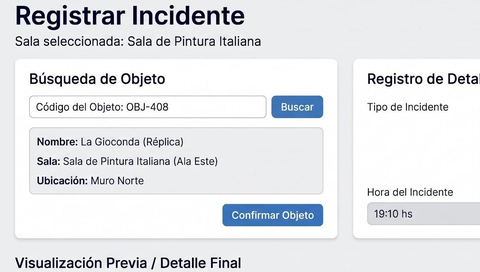 Registrar Incidente
Sala seleccionada: Sala de Pintura Italiana
Búsqueda de Objeto
Código del Objeto: OBJ-408
Buscar
Nombre: La Gioconda (Réplica)
Sala: Sala de Pintura Italiana (Ala Este)
Ubicación: Muro Norte
Confirmar Objeto
Registro de Detal
Tipo de Incidente
Hora del Incidente
19:10 hs
Visualización Previa / Detalle Final